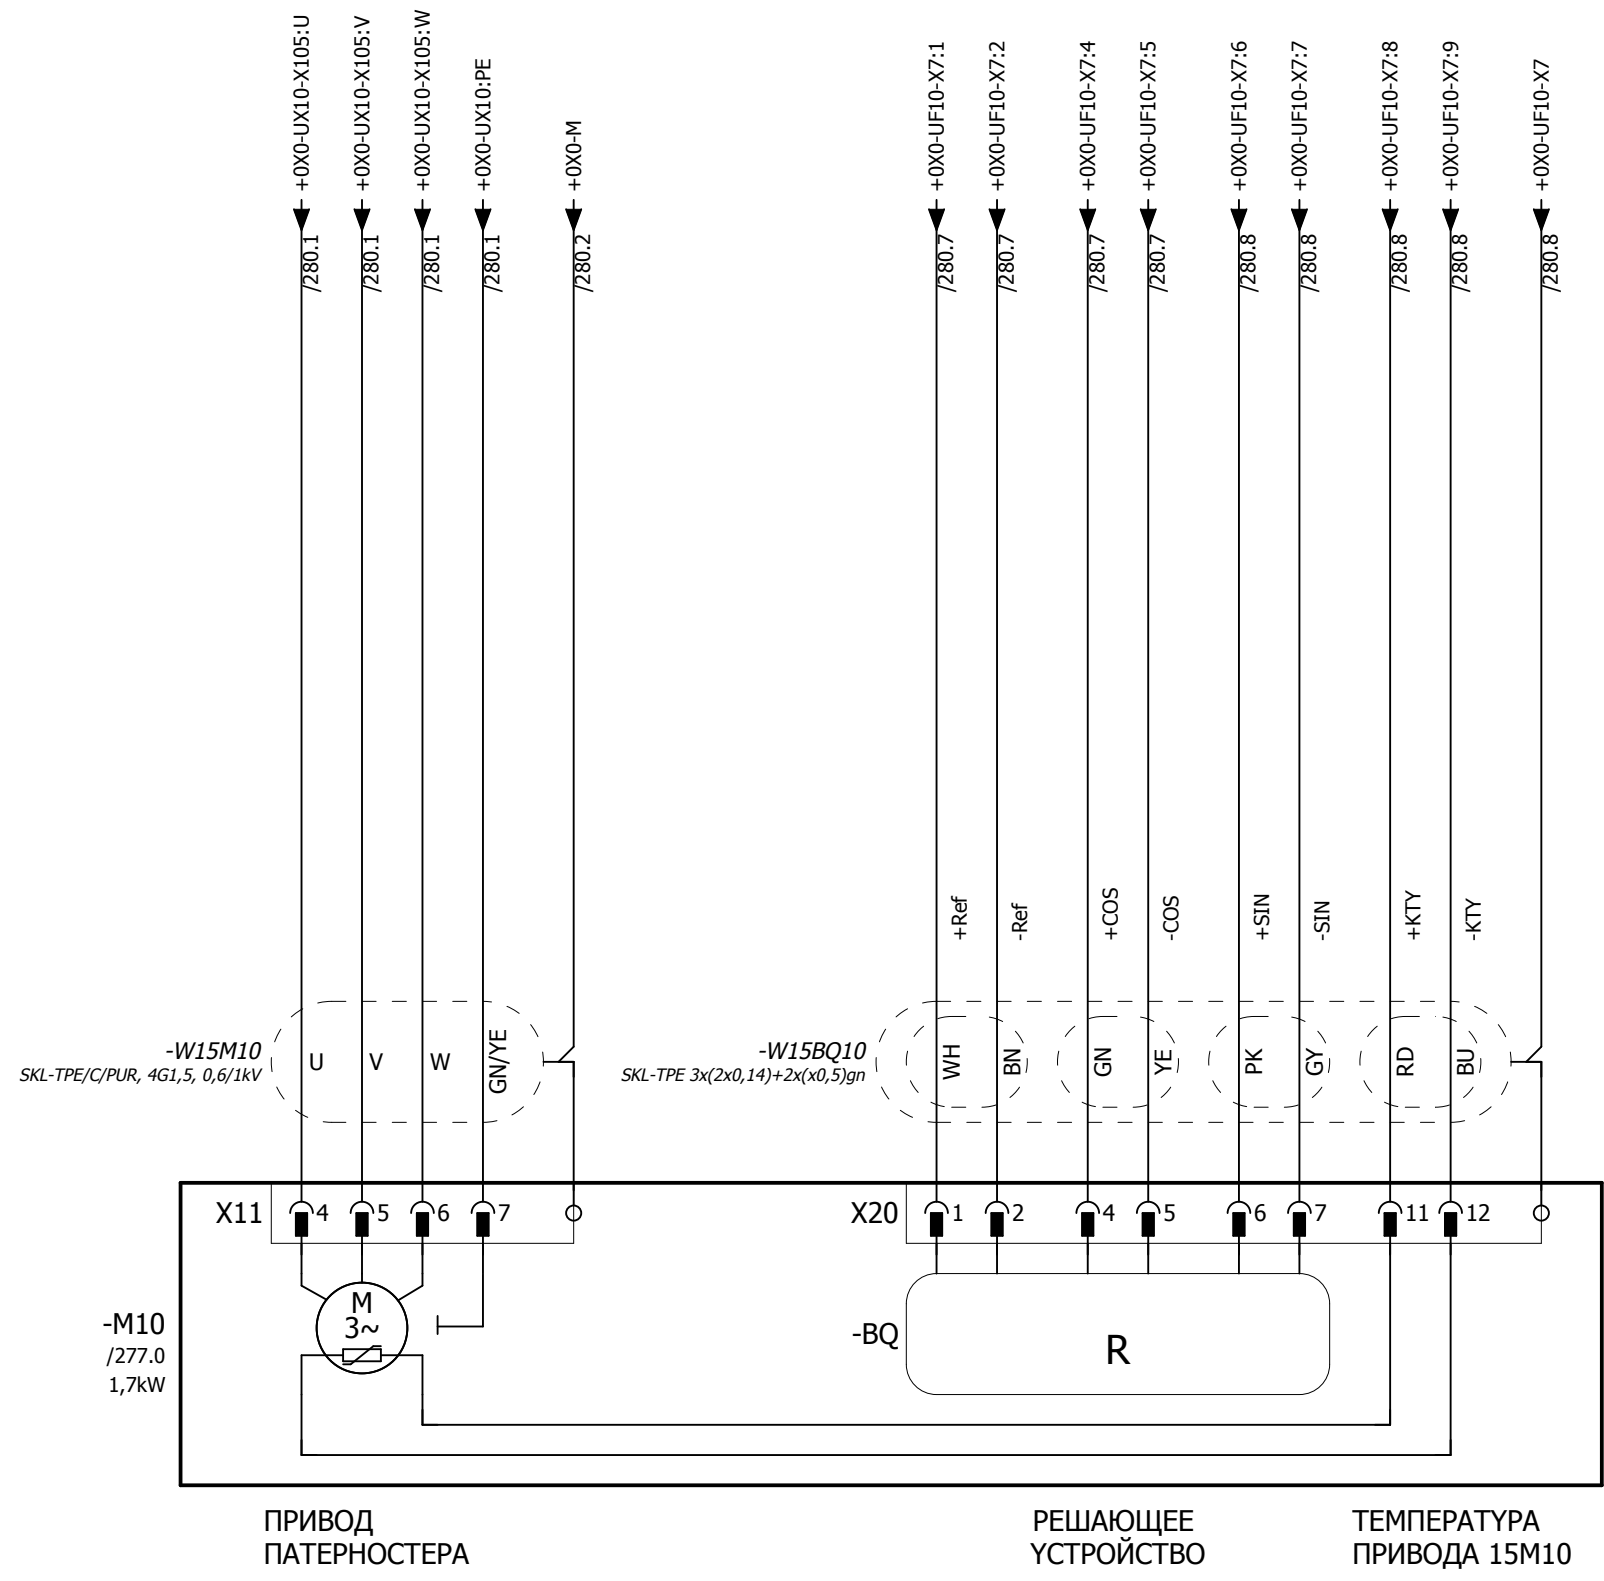 +0X0-UX10-X105:U
+0X0-UX10-X105:V
+0X0-UX10-X105:W
+0X0-UX10:PE
+0X0-M
+0X0-UF10-X7:1
+0X0-UF10-X7:2
+0X0-UF10-X7:4
+0X0-UF10-X7:5
+0X0-UF10-X7:6
+0X0-UF10-X7:7
+0X0-UF10-X7:8
+0X0-UF10-X7:9
+0X0-UF10-X7
/280.1
/280.1
/280.1
/280.1
/280.2
/280.7
/280.7
/280.7
/280.7
/280.8
/280.8
/280.8
/280.8
/280.8
+Ref
-Ref
+COS
-COS
+SIN
-SIN
+KTY
-KTY
-W15M10
SKL-TPE/C/PUR, 4G1,5, 0,6/1kV
U
V
W
GN/YE
-W15BQ10
SKL-TPE 3x(2x0,14)+2x(x0,5)gn
WH
BN
GN
YE
PK
GY
RD
BU
X11
4
5
6
7
X20
1
2
4
5
6
7
11
12
-M10
/277.0
1,7kW
M
3~
-BQ
R
ПРИВОД
ПАТЕРНОСТЕРА
РЕШАЮЩЕЕ
УСТРОЙСТВО
ТЕМПЕРАТУРА
ПРИВОДА 15M10